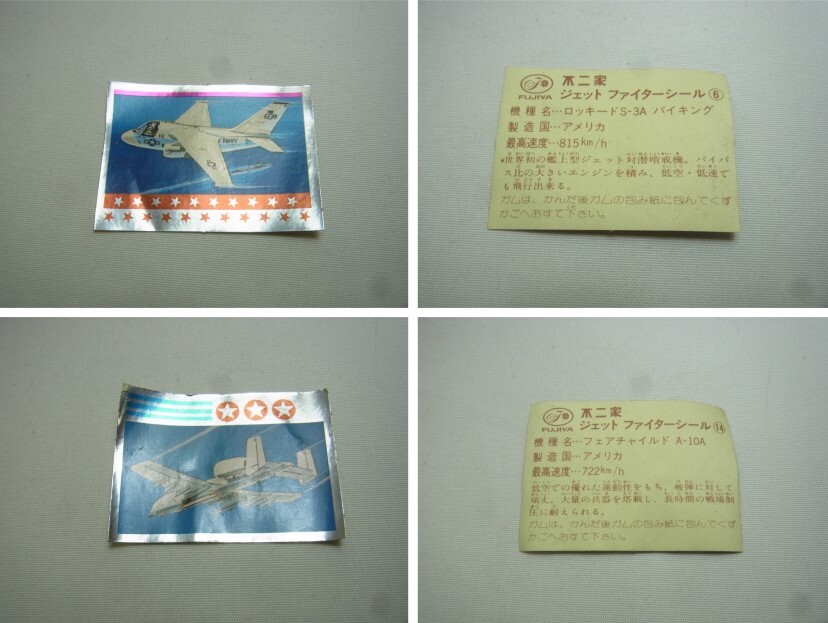 NAVY
不二家
FUJIYA ジェット ファイターシール ⑥
機種名…ロッキードS-3A バイキング
製造国…アメリカ
最高速度…815km/h
世界初の艦上型ジェット対潜哨戒機。バイパ
ス比の大きいエンジンを積み、低空・低速で
も飛行出来る。
ガムは、かんだ後ガムの包み紙に包んでくず
かごへおすて下さい。
不二家
FUJIYA ジェット ファイターシール ⑭
機種名…フェアチャイルド A-10A
製造国…アメリカ
最高速度…722km/h
低空での優れた運動性をもち、被弾に対して
頑丈。大量の兵器を塔載し、長時間の戦場制
圧に耐えられる。
ガムは、かんだ後ガムの包み紙に包んでくず
かごへおすて下さい。